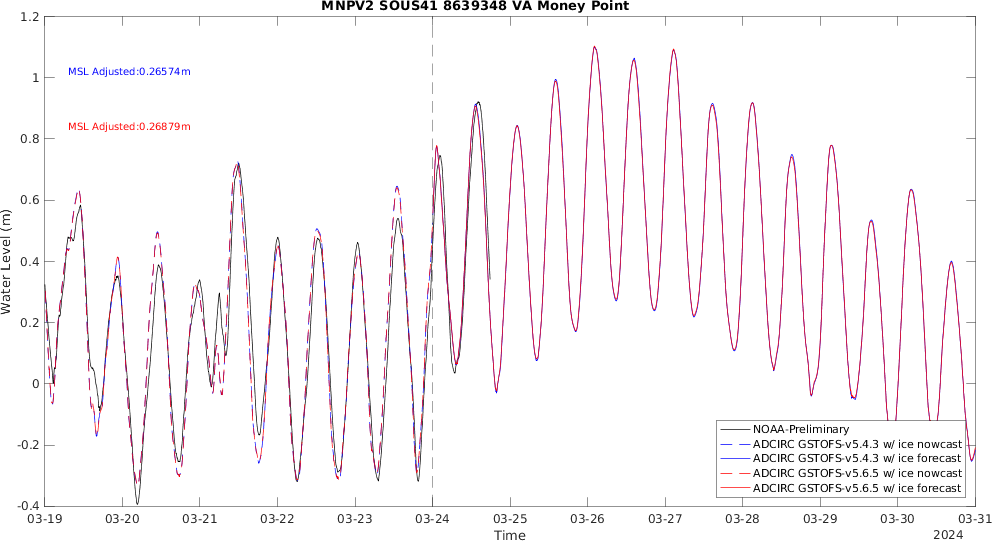 MNPV2 SOUS41 8639348 VA Money Point
1.2
1
0.8
0.6
0.4
0.2
0
-0.2
-0.4
Water Level (m)
MSL Adjusted:0.26574m
MSL Adjusted:0.26879m
NOAA-Preliminary
ADCIRC GSTOFS-v5.4.3 w/ ice nowcast
ADCIRC GSTOFS-v5.4.3 w/ ice forecast
ADCIRC GSTOFS-v5.6.5 w/ ice nowcast
ADCIRC GSTOFS-v5.6.5 w/ ice forecast
03-19 03-20 03-21 03-22 03-23 03-24 03-25 03-26 03-27 03-28 03-29 03-30 03-31
Time
2024